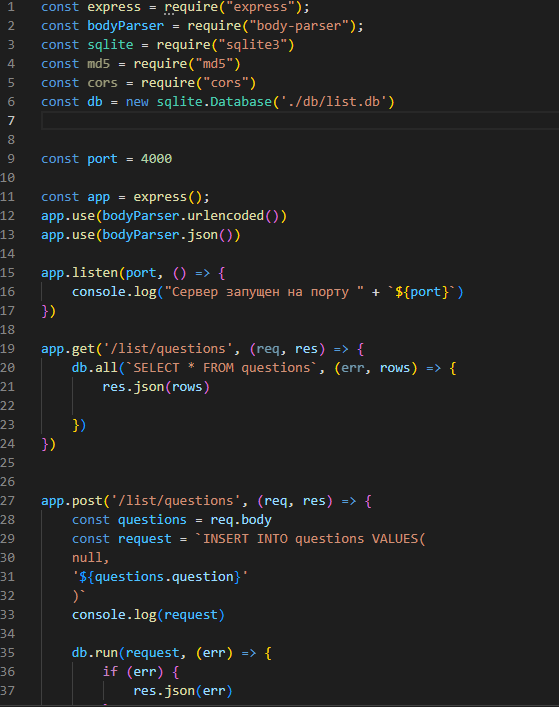 1 const express = require("express");
2 const bodyParser = require("body-parser");
3 const sqlite = require("sqlite3")
4 const md5 = require("md5")
5 const cors = require("cors")
6 const db = new sqlite.Database('./db/list.db')
7
8
9 const port = 4000
10
11 const app = express();
12 app.use(bodyParser.urlencoded())
13 app.use(bodyParser.json())
14
15 app.listen(port, () => {
16 console.log("Сервер запущен на порту " + `${port}`)
17 })
18
19 app.get('/list/questions', (req, res) => {
20 db.all(`SELECT * FROM questions`, (err, rows) => {
21 res.json(rows)
22
23 })
24 })
25
26
27 app.post('/list/questions', (req, res) => {
28 const questions = req.body
29 const request = `INSERT INTO questions VALUES(
30 null,
31 '${questions.question}'
32 )`
33 console.log(request)
34
35 db.run(request, (err) => {
36 if (err) {
37 res.json(err)